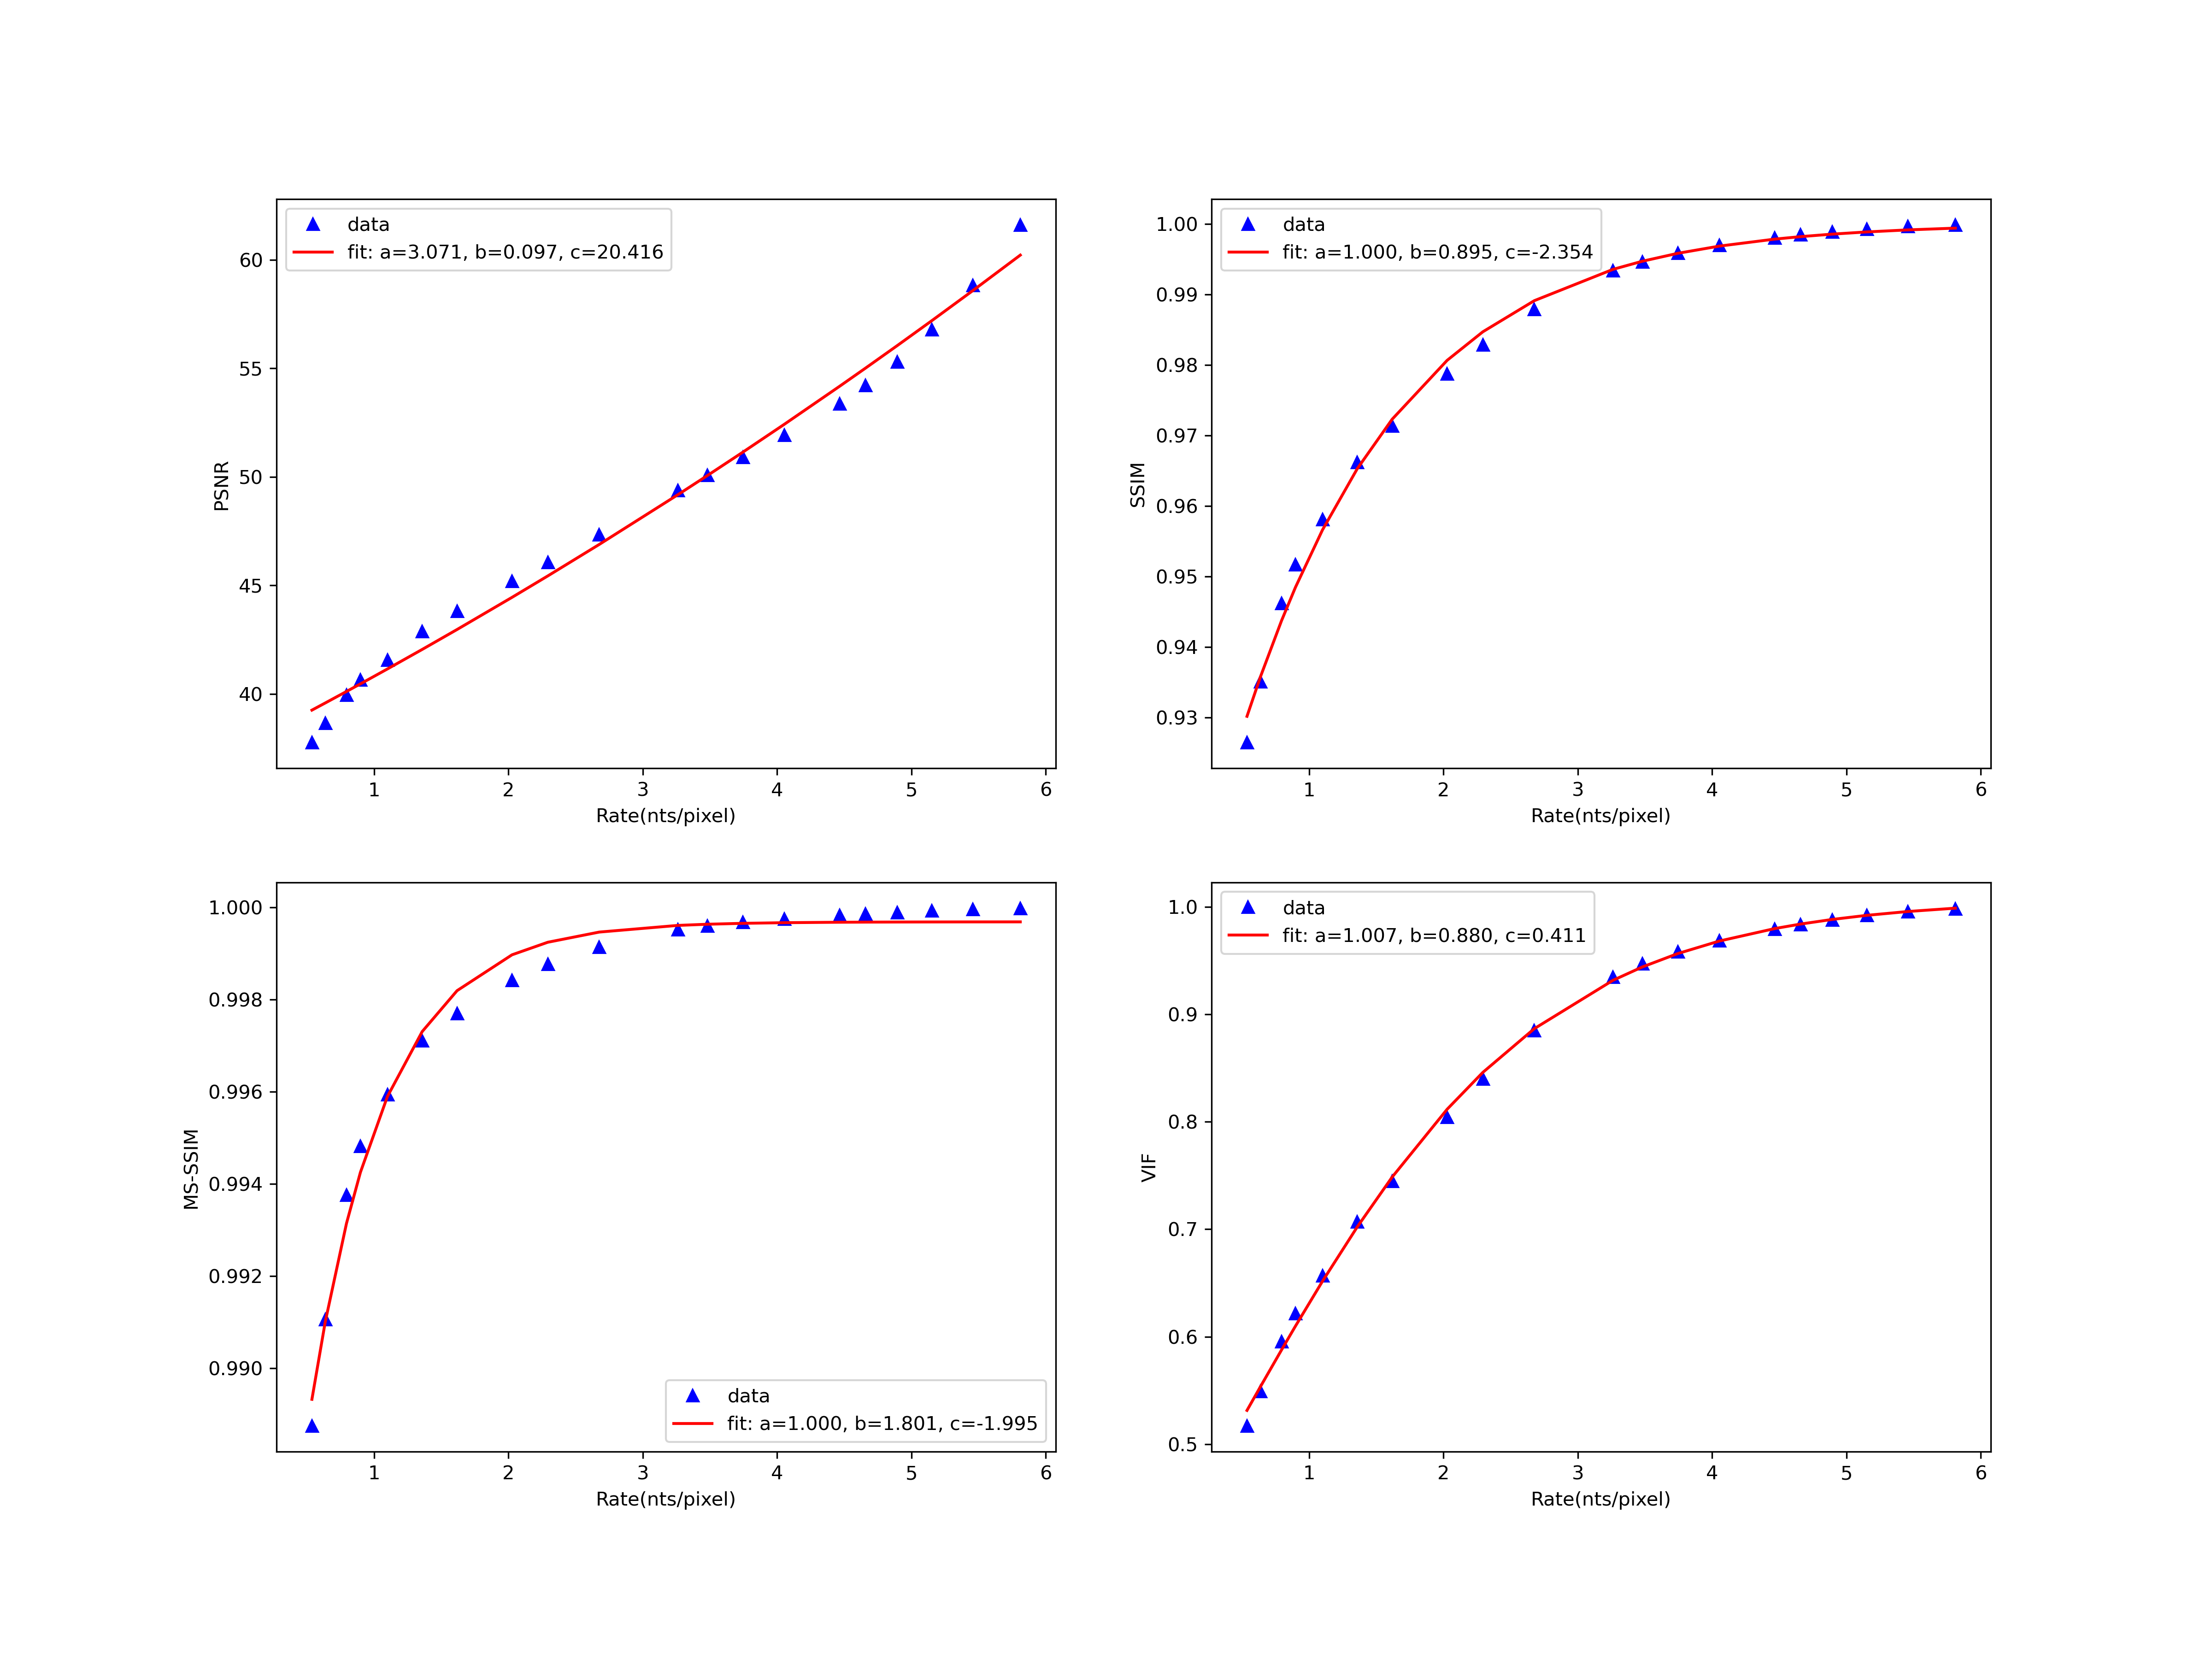 data
fit: a=3.071, b=0.097, c=20.416
60
55
50
45
40
PSNR
1 2 3 4 5 6
Rate(nts/pixel)
data
fit: a=1.000, b=0.895, c=-2.354
1.00
0.99
0.98
0.97
0.96
0.95
0.94
0.93
SSIM
1 2 3 4 5 6
Rate(nts/pixel)
1.000
0.998
0.996
0.994
0.992
0.990
MS-SSIM
data
fit: a=1.000, b=1.801, c=-1.995
1 2 3 4 5 6
Rate(nts/pixel)
data
fit: a=1.007, b=0.880, c=0.411
1.0
0.9
0.8
0.7
0.6
0.5
VIF
1 2 3 4 5 6
Rate(nts/pixel)